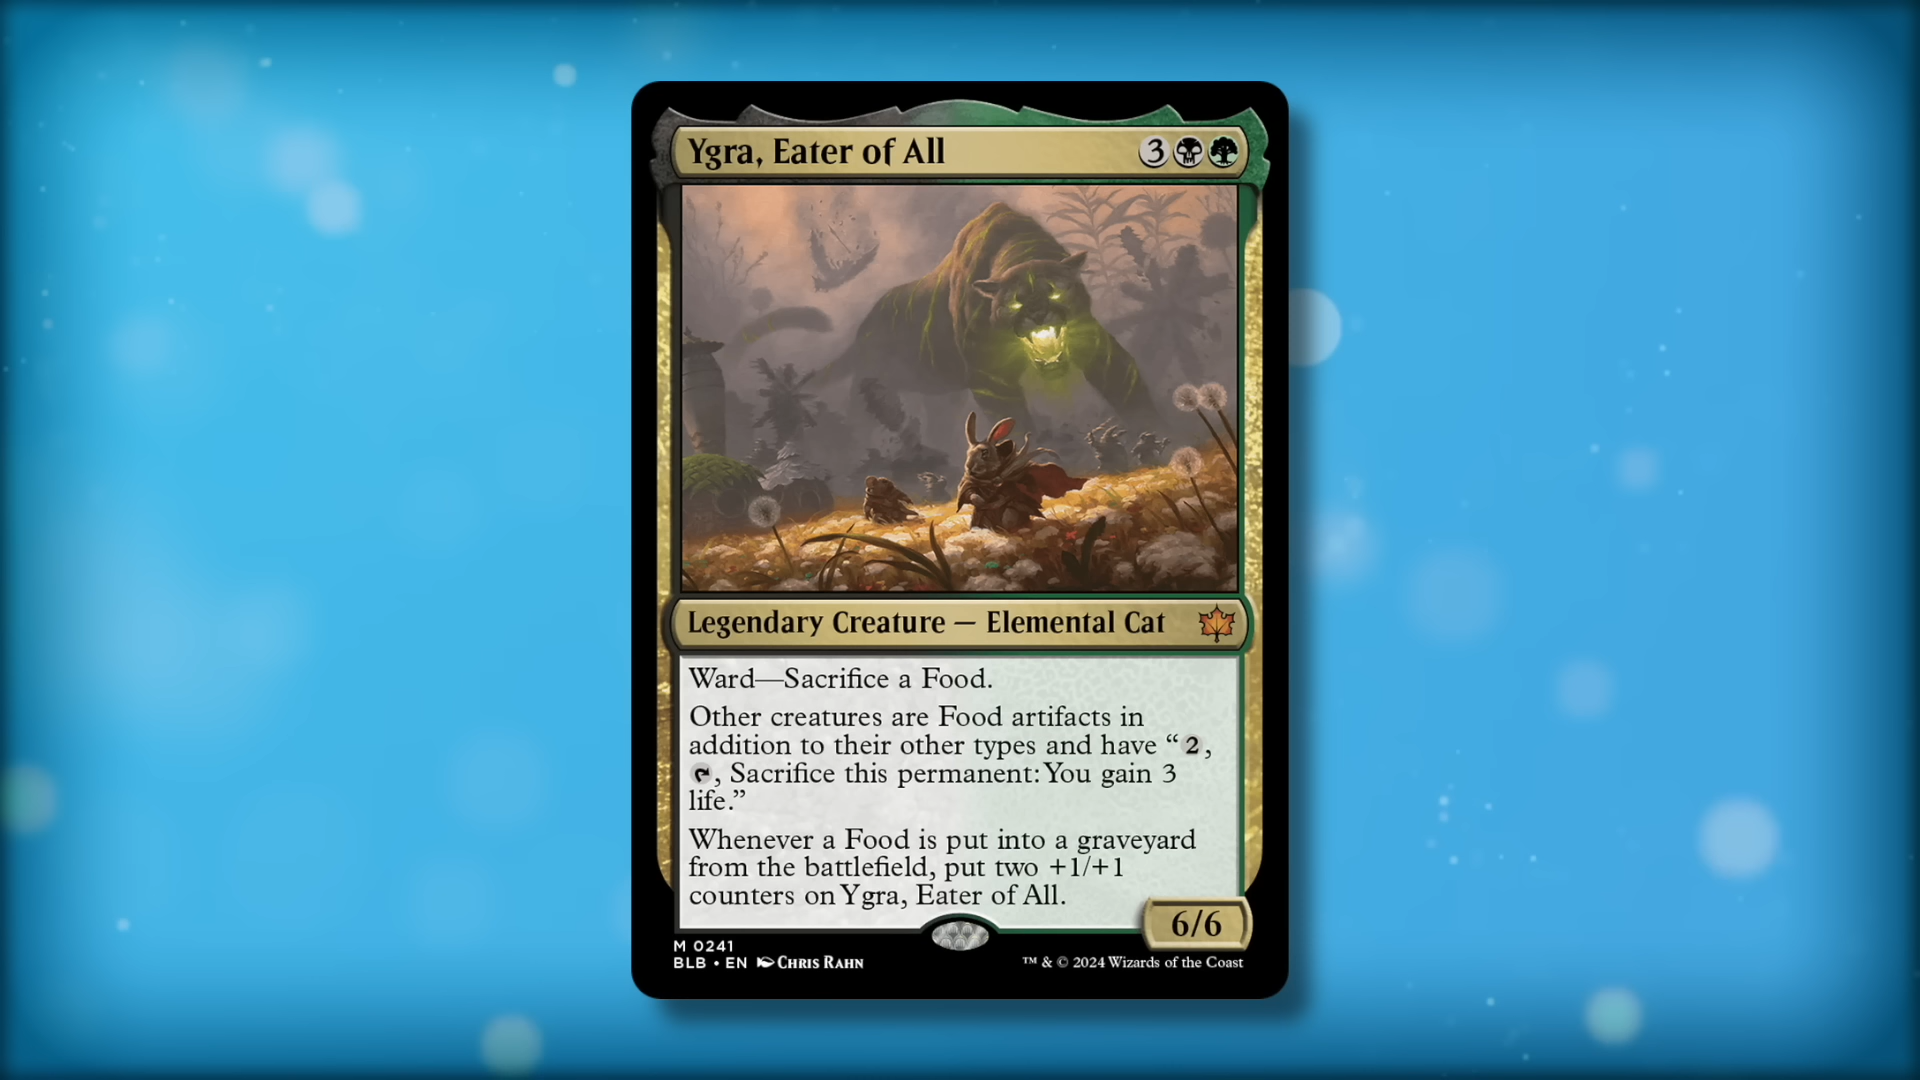 Ygra, Eater of All 3
Legendary Creature — Elemental Cat
Ward—Sacrifice a Food.
Other creatures are Food artifacts in
addition to their other types and have “2,
, Sacrifice this permanent: You gain 3
life.”
Whenever a Food is put into a graveyard
from the battlefield, put two +1/+1
counters on Ygra, Eater of All.
6/6
M 0241
BLB • EN Chris Rahn
™ & © 2024 Wizards of the Coast